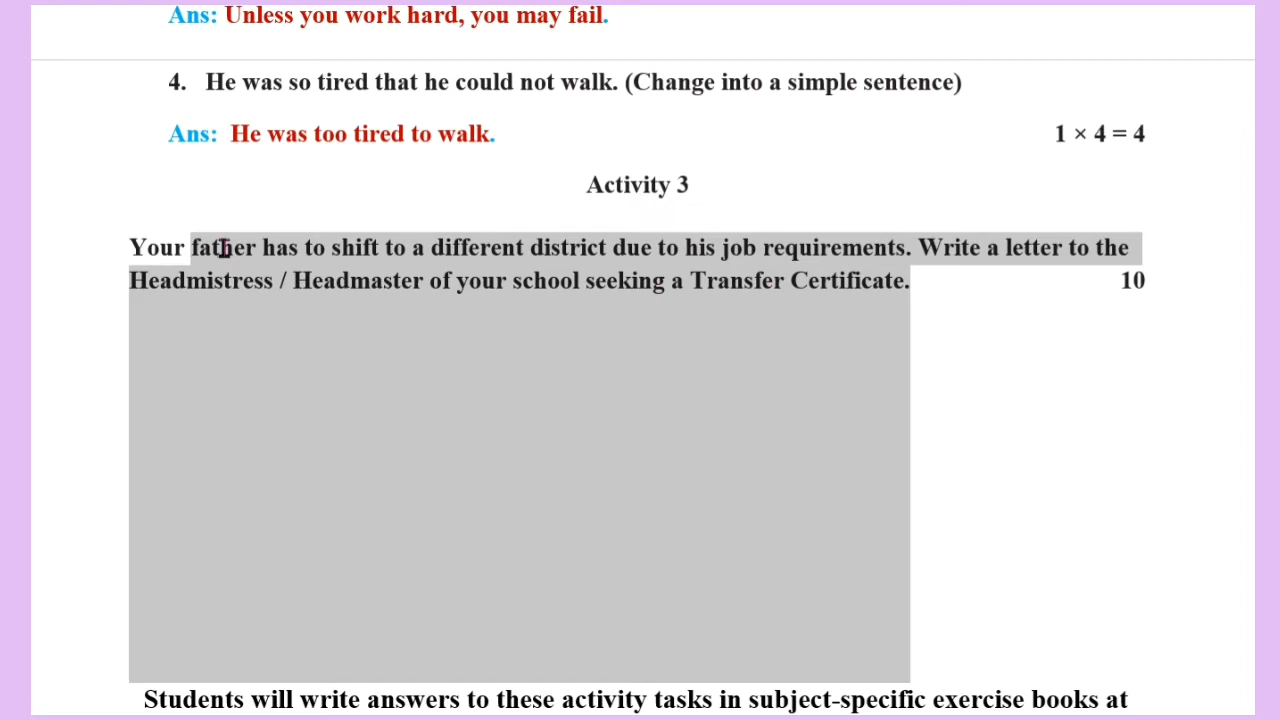 Ans: Unless you work hard, you may fail.
4. He was so tired that he could not walk. (Change into a simple sentence)
Ans: He was too tired to walk. 1 × 4 = 4
Activity 3
Your father has to shift to a different district due to his job requirements. Write a letter to the
Headmistress / Headmaster of your school seeking a Transfer Certificate. 10
Students will write answers to these activity tasks in subject-specific exercise books at